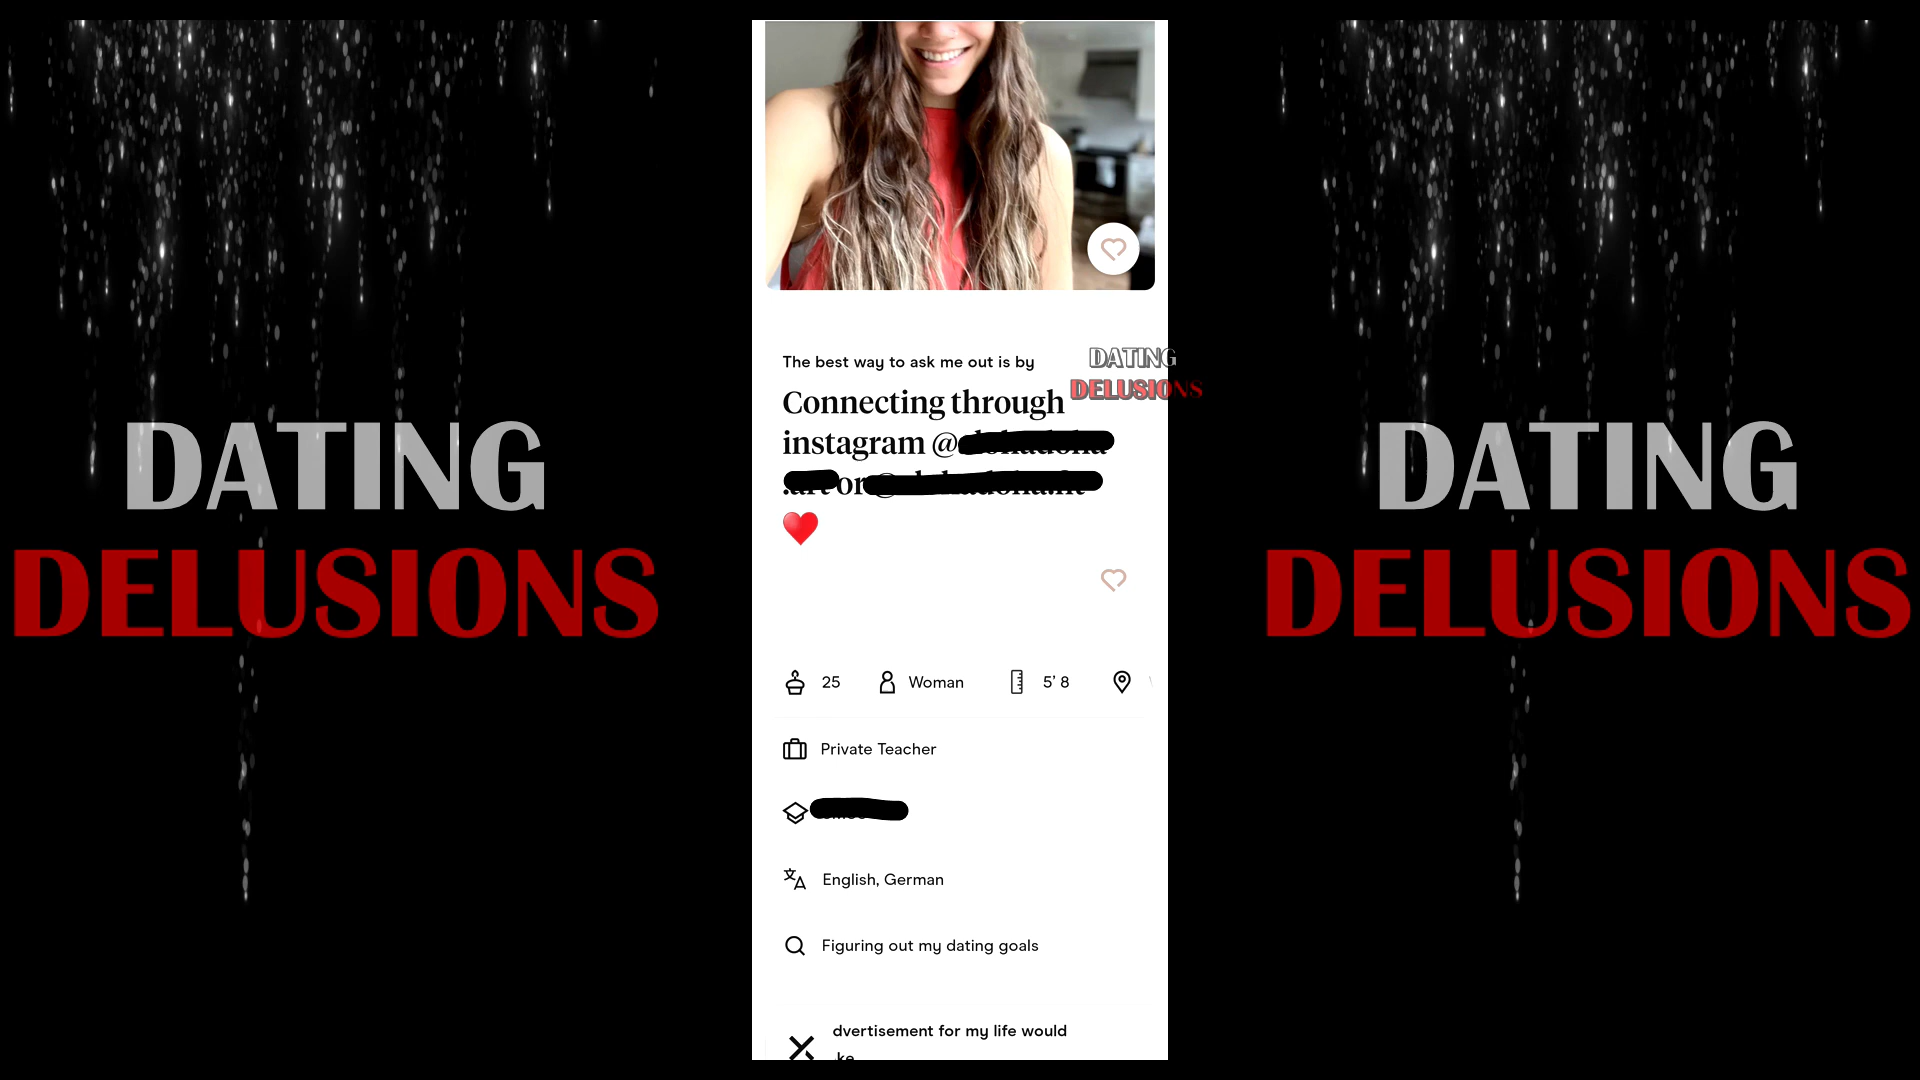 DATING
DELUSIONS
The best way to ask me out is by
Connecting through
instagram @
or
DATING
DELUSIONS
25
Woman
5' 8
Private Teacher
English, German
Figuring out my dating goals
dvertisement for my life would
ke
DATING
DELUSIONS